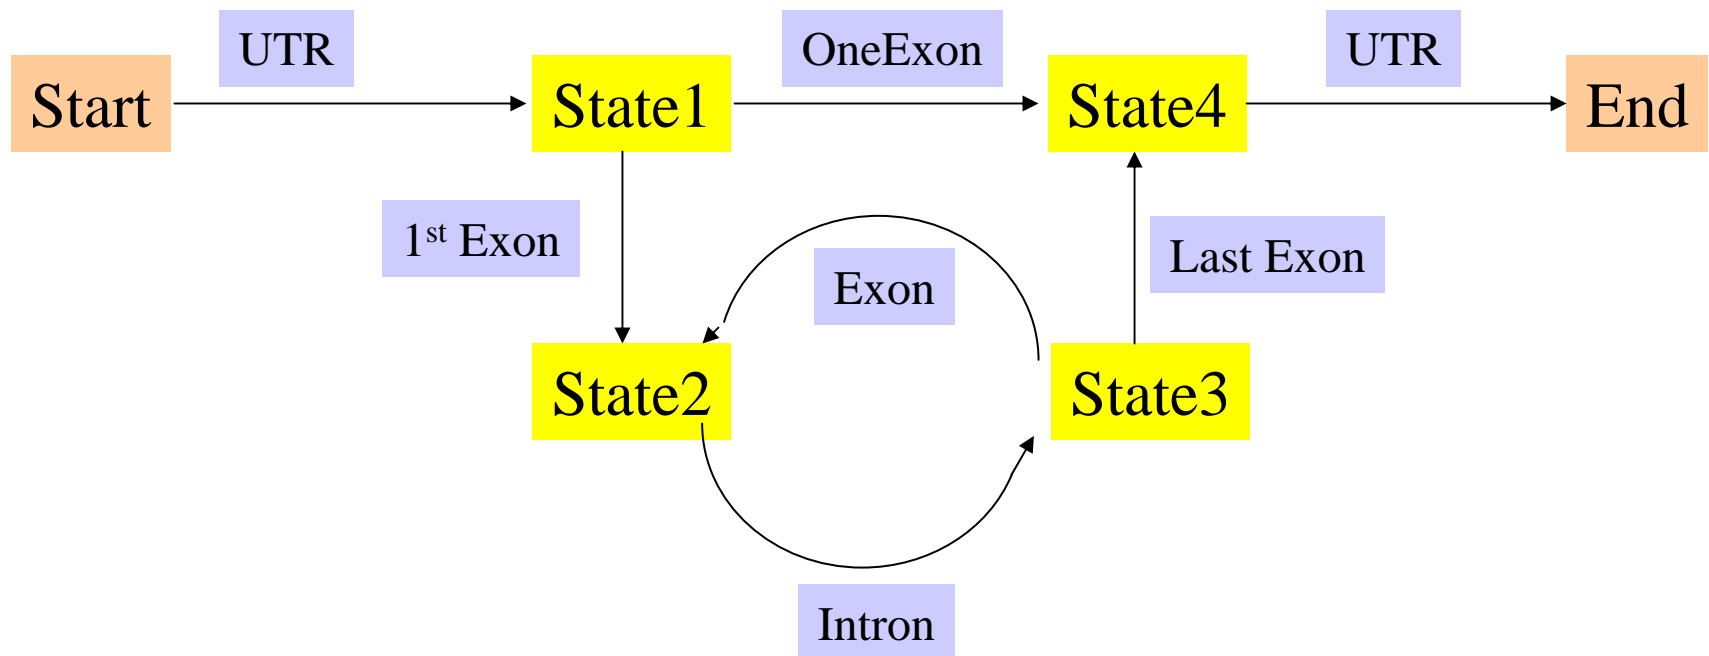 UTR
OneExon
UTR
Start
State1
State4
End
1st Exon
Exon
Last Exon
State2
State3
Intron